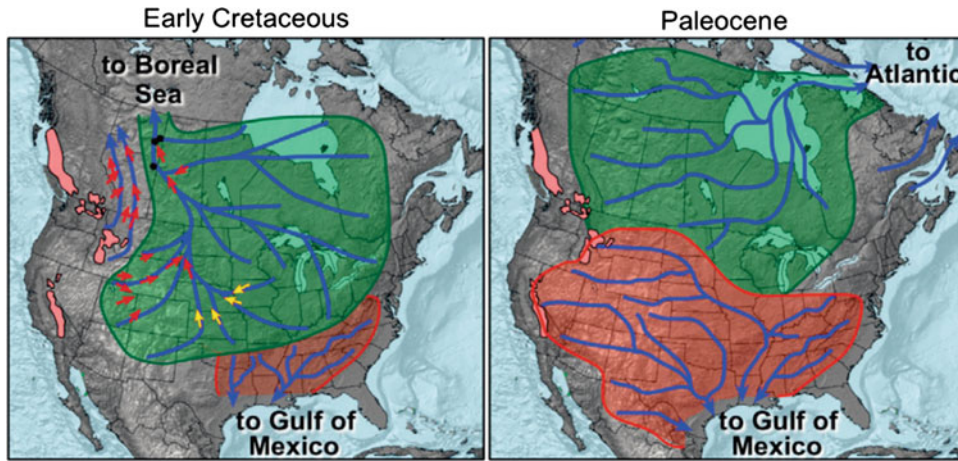 Early Cretaceous
Paleocene
to Boreal
Sea
to Gulf of
Mexico
to
Atlantic
to Gulf of
Mexico